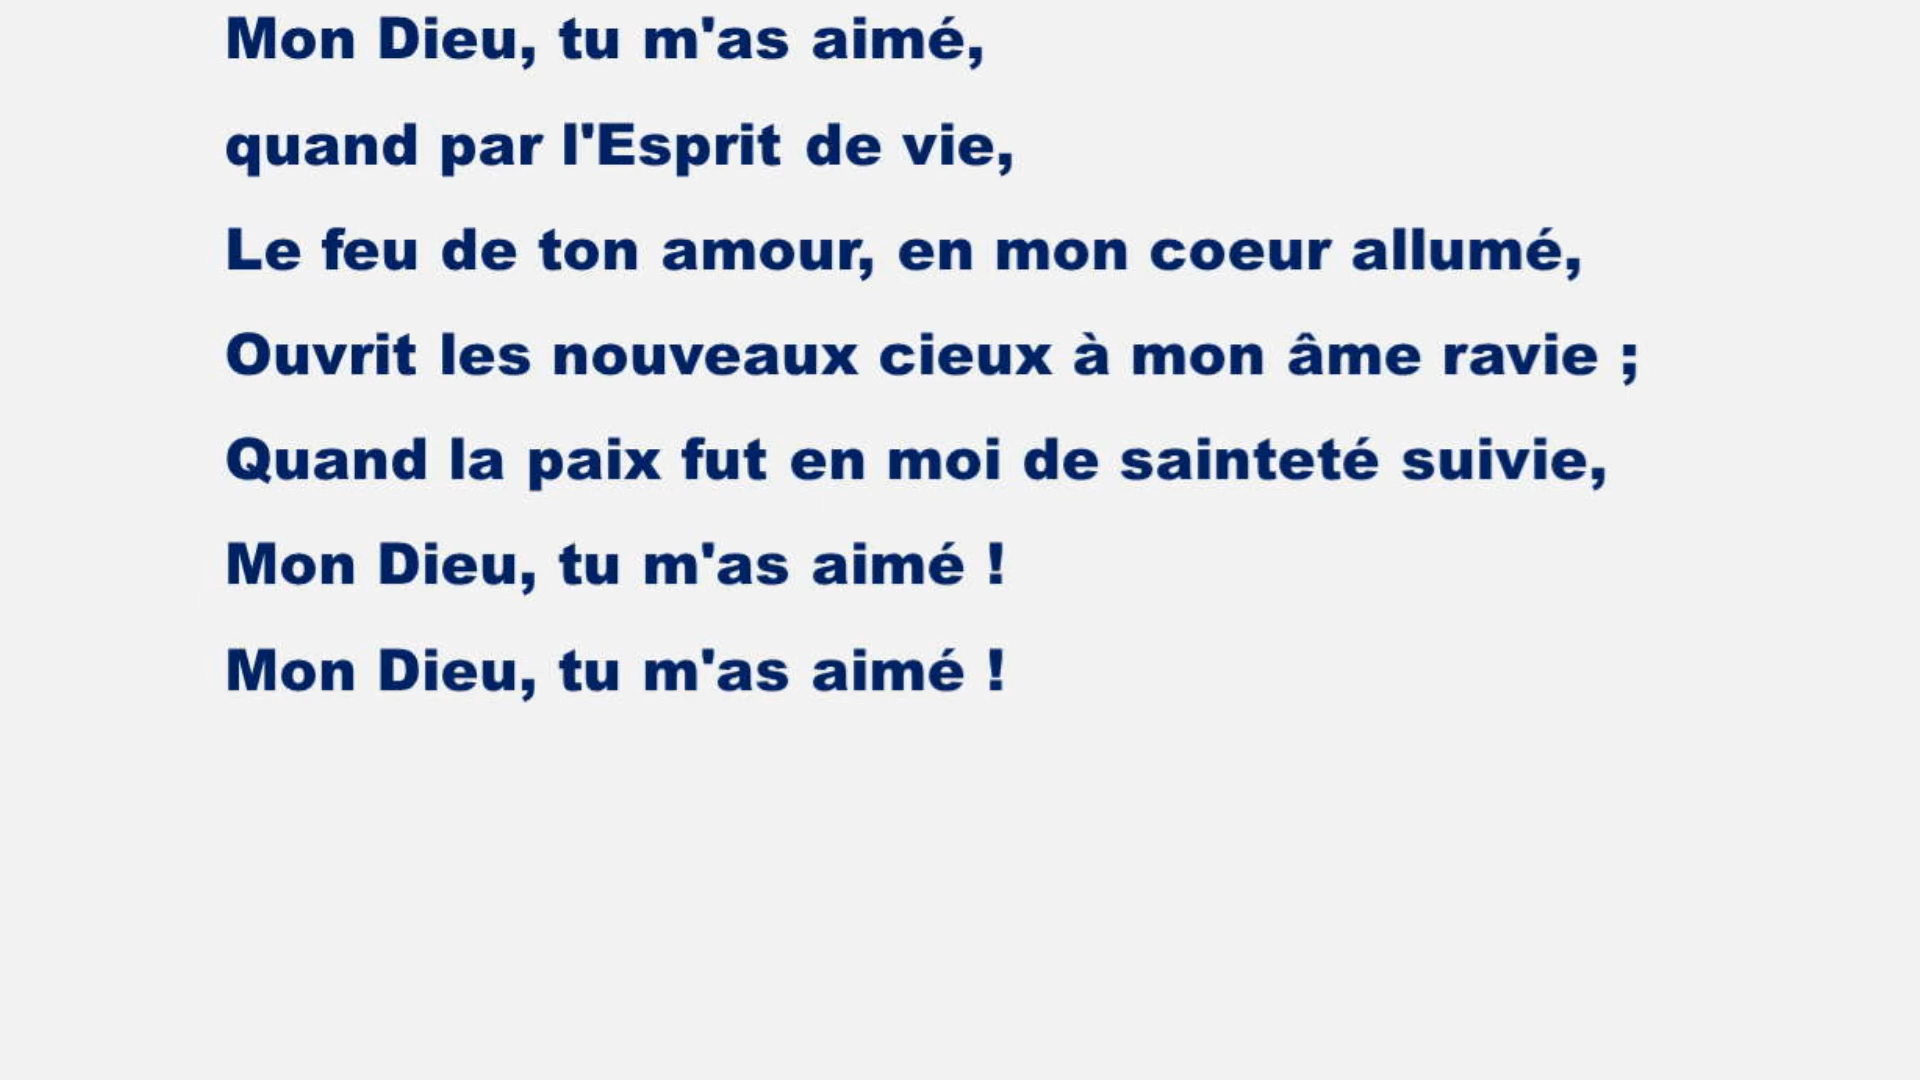 Mon Dieu, tu m'as aimé,
quand par l'Esprit de vie,
Le feu de ton amour, en mon coeur allumé,
Ouvrit les nouveaux cieux à mon âme ravie ;
Quand la paix fut en moi de sainteté suivie,
Mon Dieu, tu m'as aimé !
Mon Dieu, tu m'as aimé !